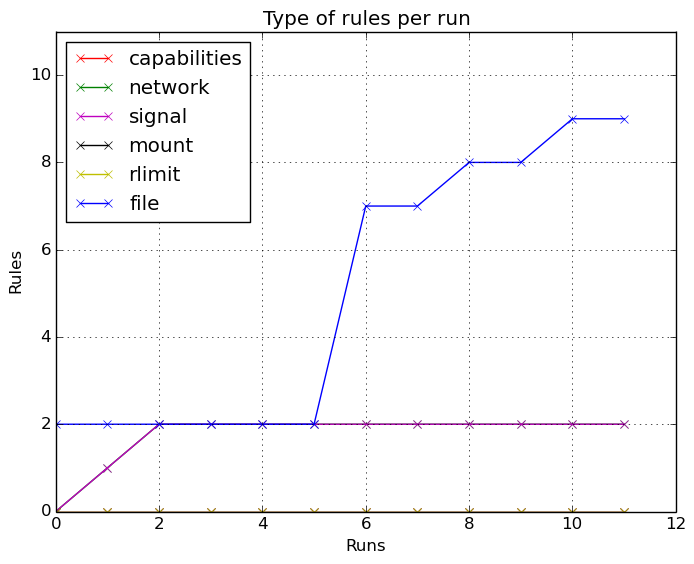 Type of rules per run
capabilities
network
signal
mount
rlimit
file
10
8
6
4
2
0
Rules
0 2 4 6 8 10 12
Runs